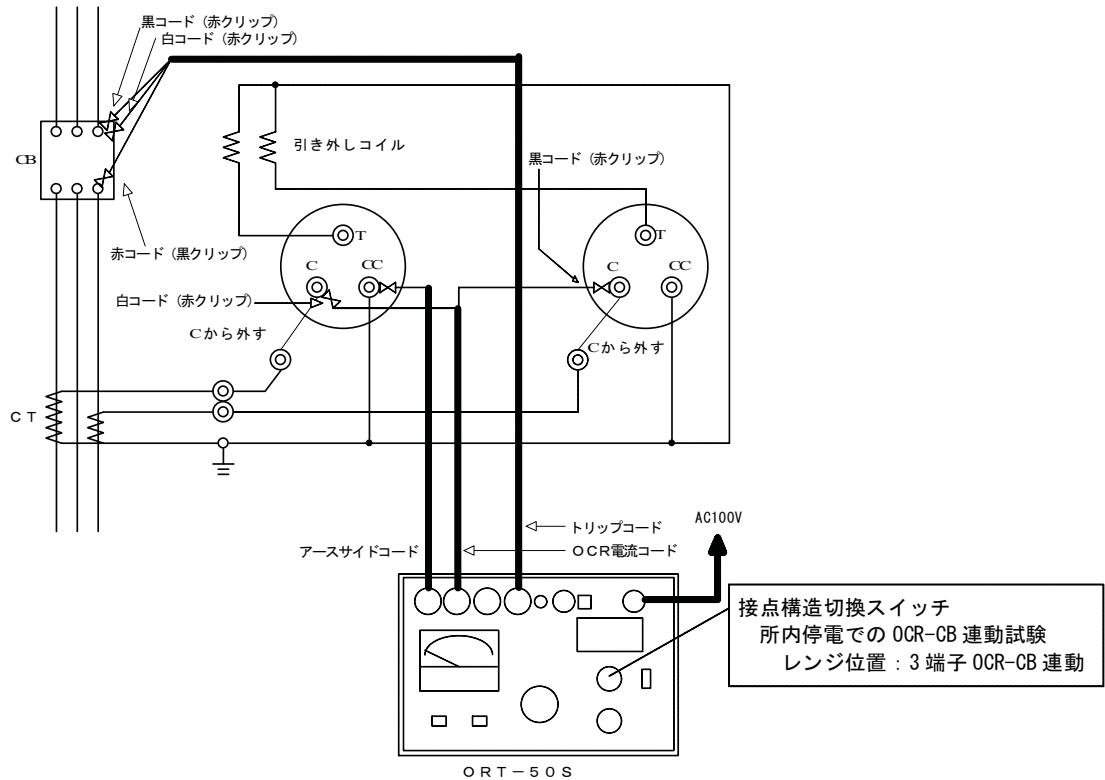 黒コード（赤クリップ）
白コード（赤クリップ）
CB
引き外しコイル
黒コード（赤クリップ）
赤コード（黒クリップ）
T
C
CC
T
C
CC
白コード（赤クリップ）
Cから外す
Cから外す
ＣＴ
トリップコード
AC100V
アースサイドコード
ＯＣＲ電流コード
接点構造切換スイッチ
所内停電での OCR-CB 連動試験
レンジ位置：3 端子 OCR-CB 連動
ＯＲＴ－５０Ｓ